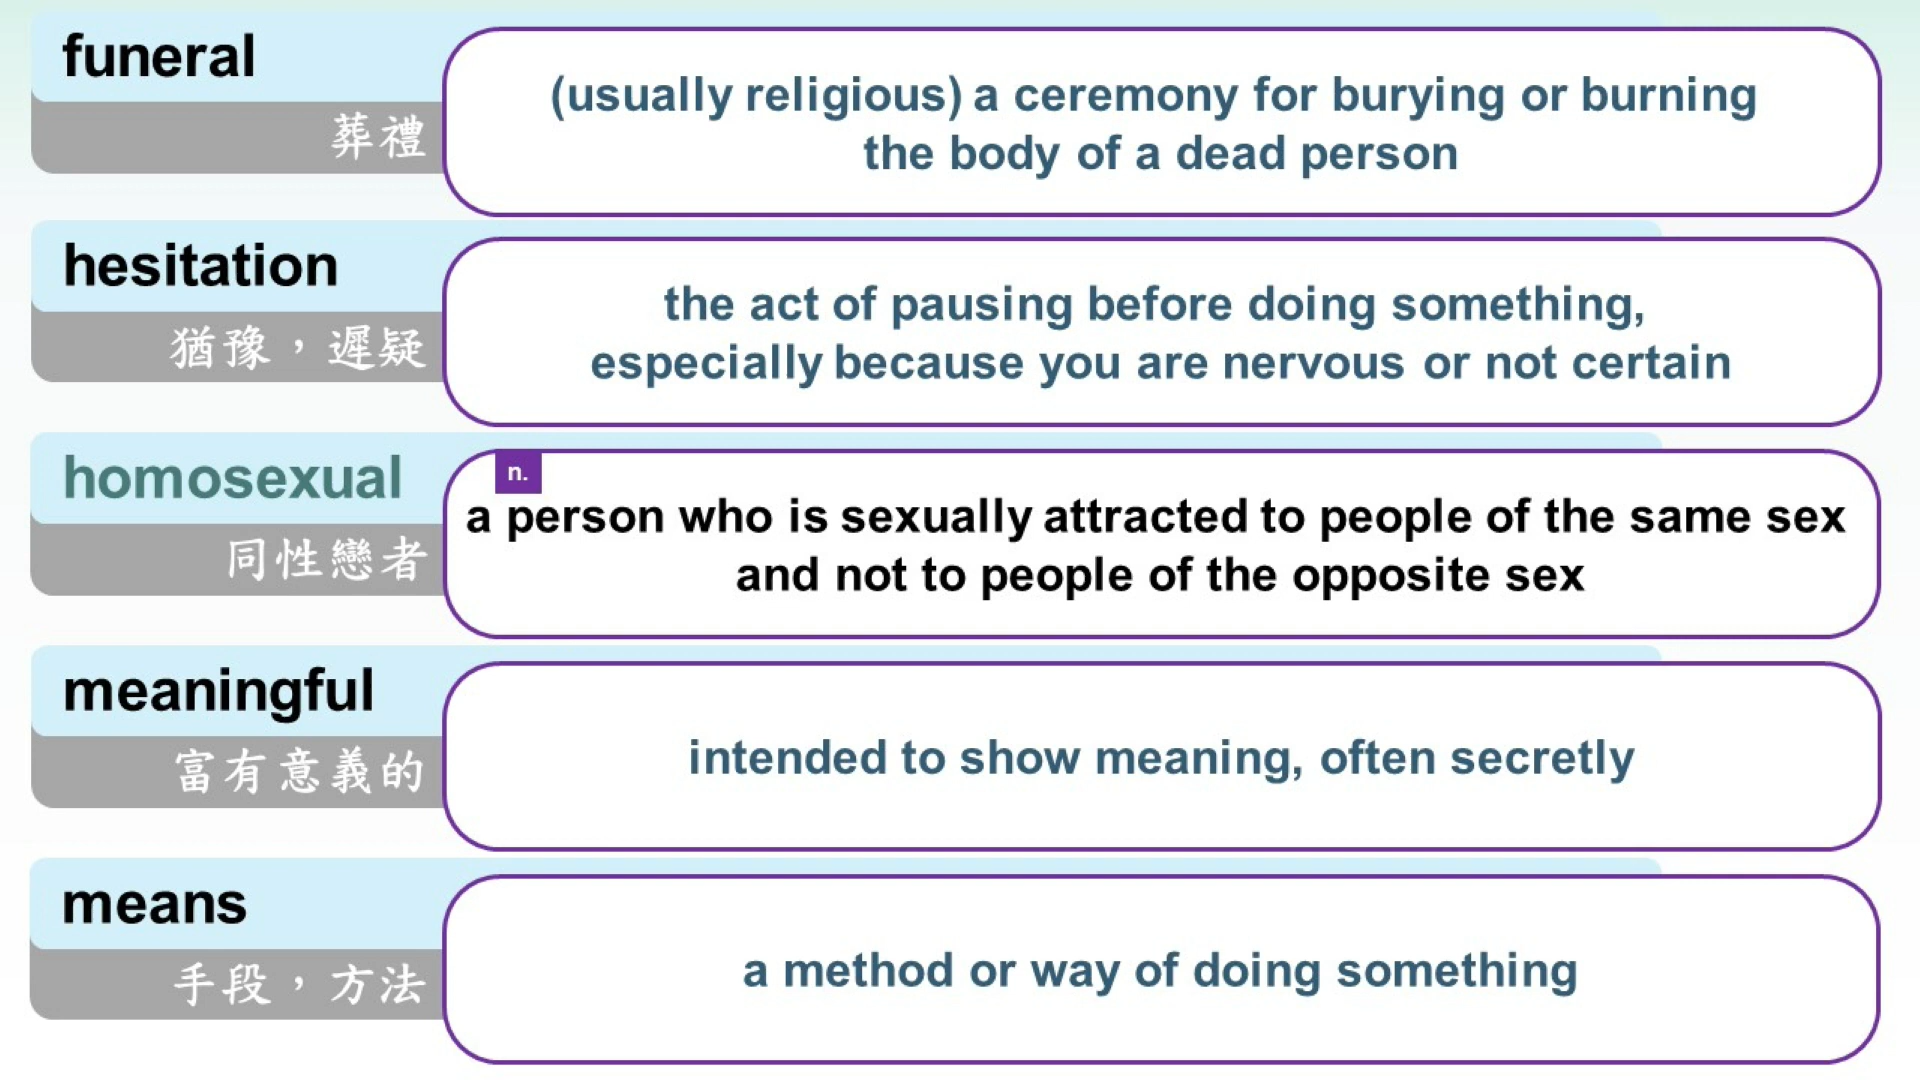 funeral
葬禮
(usually religious) a ceremony for burying or burning
the body of a dead person
hesitation
猶豫，遲疑
the act of pausing before doing something,
especially because you are nervous or not certain
homosexual
同性戀者
n.
a person who is sexually attracted to people of the same sex
and not to people of the opposite sex
meaningful
富有意義的
intended to show meaning, often secretly
means
手段，方法
a method or way of doing something